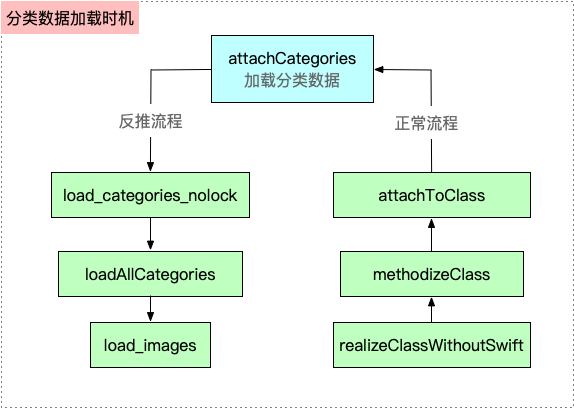 分类数据加载时机
attachCategories
加载分类数据
反推流程
正常流程
load_categories_nolock
attachToClass
loadAllCategories
methodizeClass
load_images
realizeClassWithoutSwift